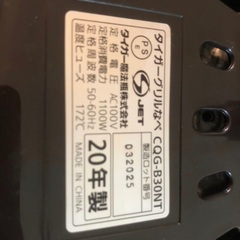 タイガーグリルなべ CQG-B30NT
PS
E
JET
タイガー魔法瓶株式会社
定格電圧 AC100V
定格消費電力 1100W
定格周波数 50-60Hz
温度ヒューズ 172℃
製造ロット番号
032025
20年製
MADE IN CHINA